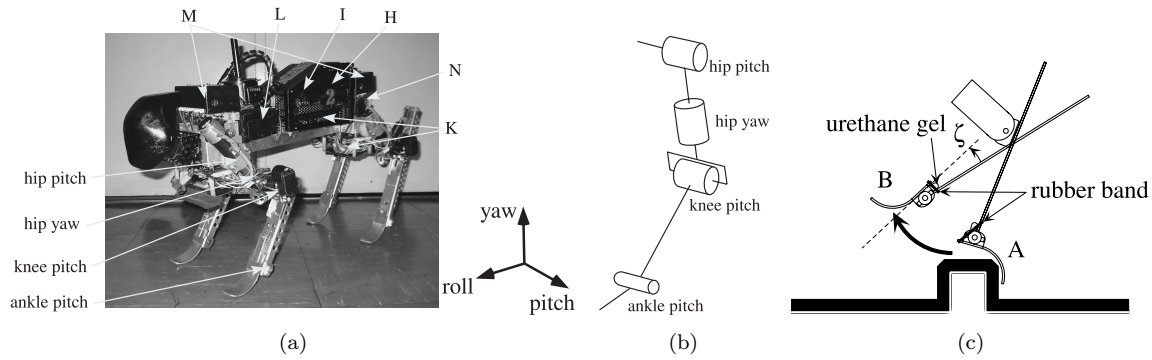 M
L
I
H
N
K
2
hip pitch
hip yaw
knee pitch
ankle pitch
yaw
roll
pitch
(a)
hip pitch
hip yaw
knee pitch
ankle pitch
(b)
urethane gel
ζ
B
rubber band
A
(c)